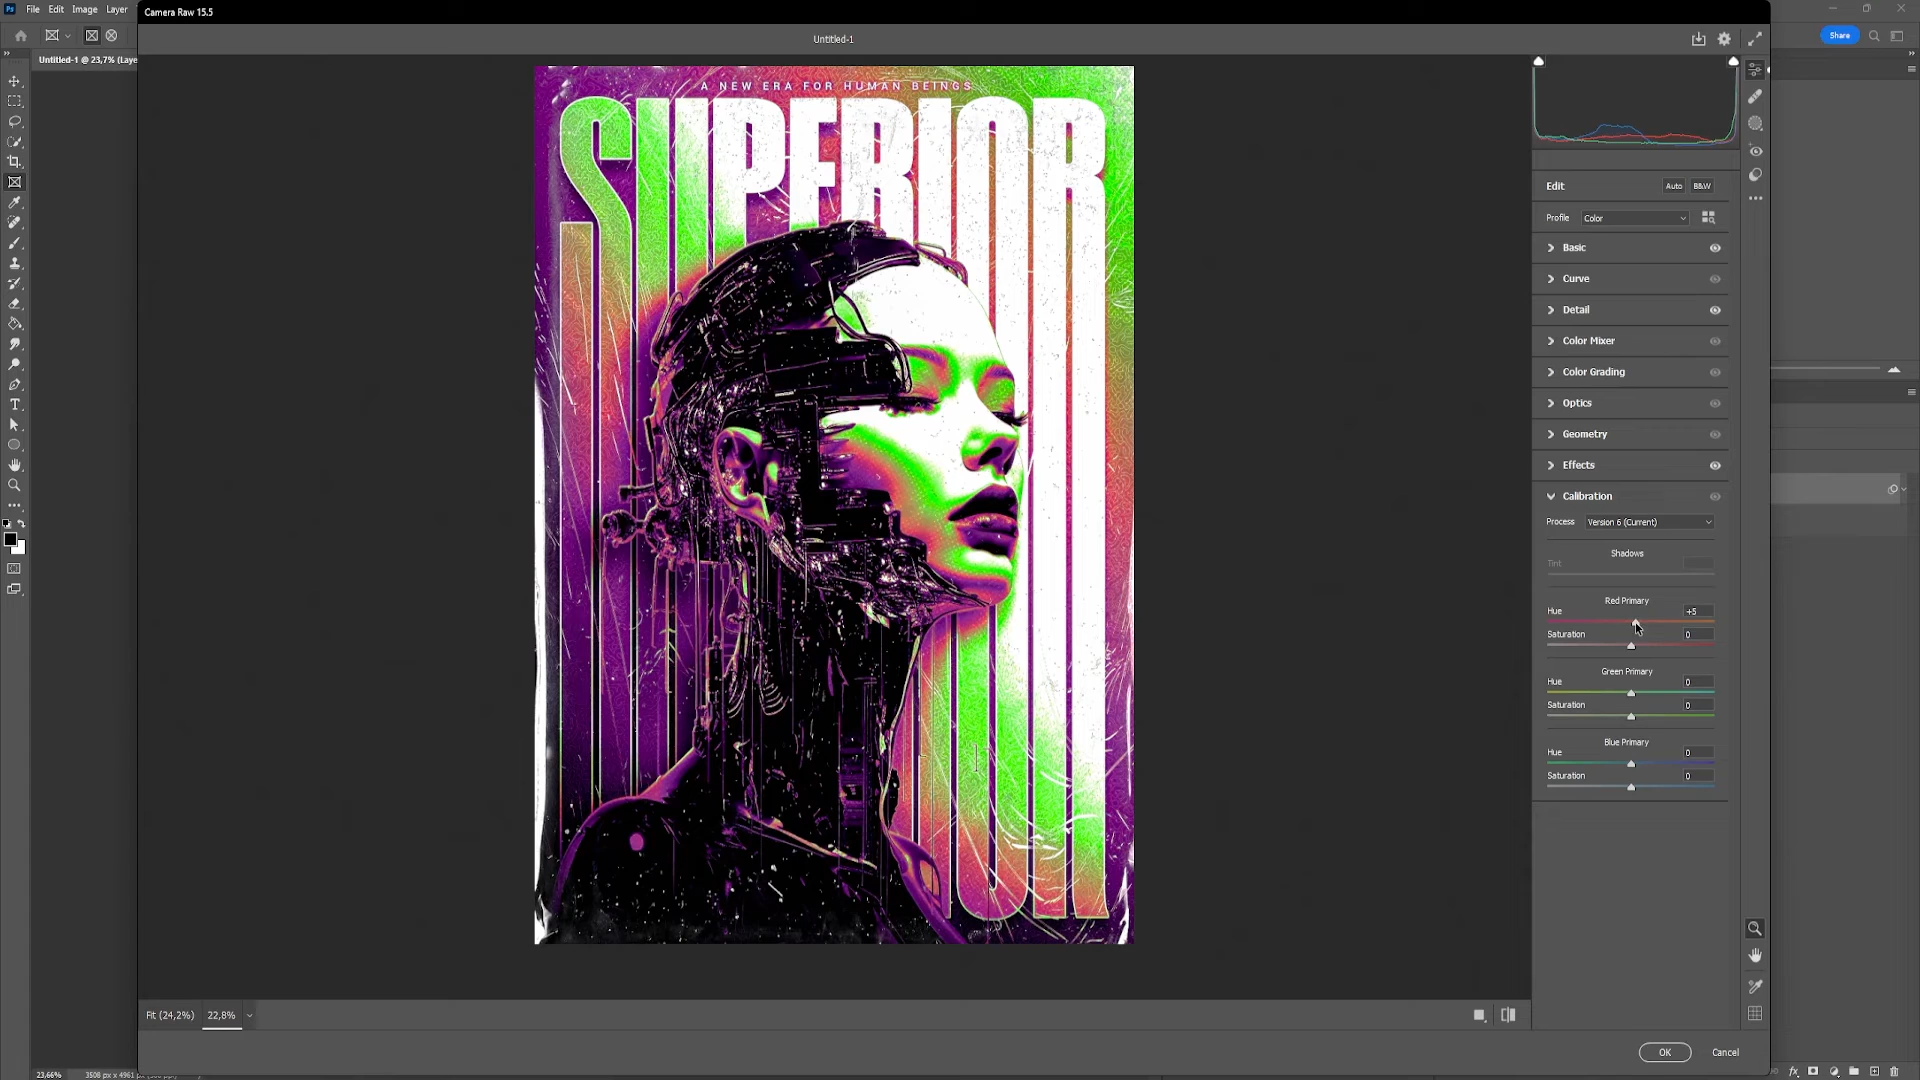 Camera Raw 15.5
File Edit Image Layer
Untitled-1
Share
Untitled-1 @ 23,7% (Laye
A NEW ERA FOR HUMAN BEINGS
SUPERIOR
Edit
Auto
B&W
Profile
Color
Basic
Curve
Detail
Color Mixer
Color Grading
Optics
Geometry
Effects
Calibration
Process
Version 6 (Current)
Shadows
Tint
Red Primary
Hue
+5
Saturation
0
Green Primary
Hue
0
Saturation
0
Blue Primary
Hue
0
Saturation
0
Fit (24,2%)
22,8%
OK
Cancel
23,66%
3508 px x 4961 px